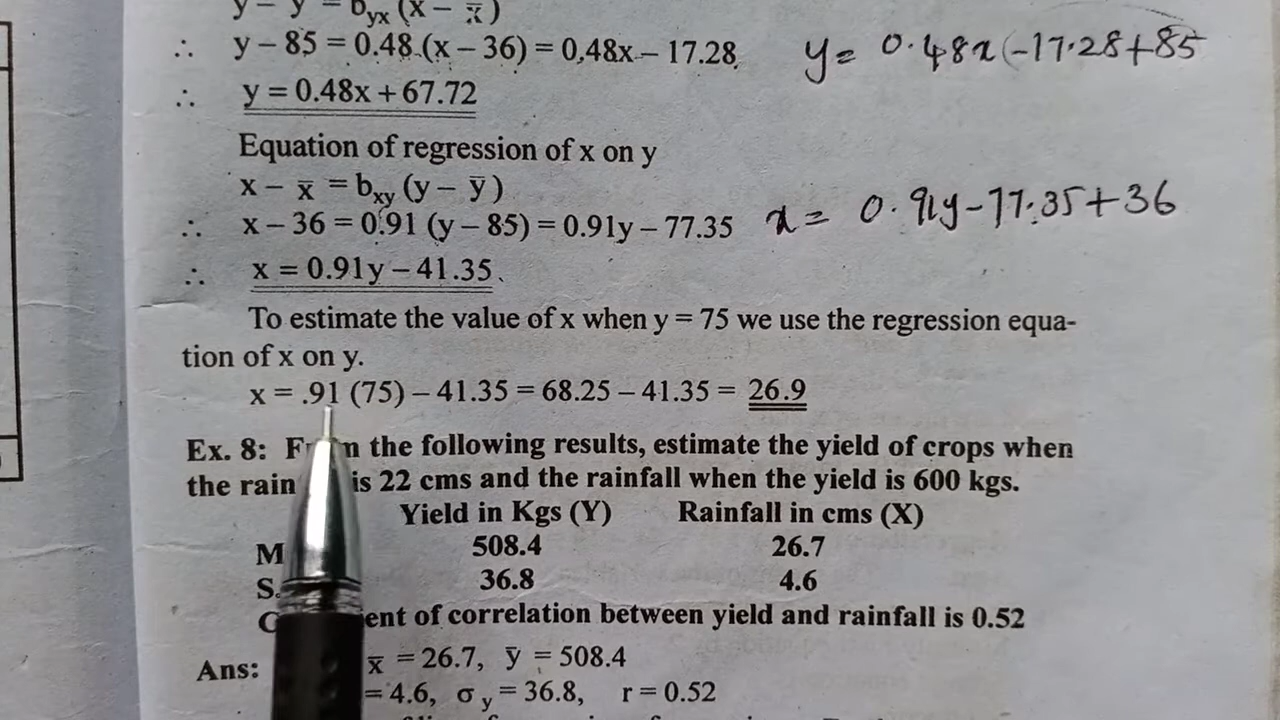 y – y̅ = b_yx (x – x̅)
∴ y – 85 = 0.48 (x – 36) = 0.48x – 17.28 y = 0.48x – 17.28 + 85
∴ y = 0.48x + 67.72
Equation of regression of x on y
x – x̅ = b_xy (y – y̅)
∴ x – 36 = 0.91 (y – 85) = 0.91y – 77.35 x = 0.91y – 77.35 + 36
∴ x = 0.91y – 41.35
To estimate the value of x when y = 75 we use the regression equa-
tion of x on y.
x = .91 (75) – 41.35 = 68.25 – 41.35 = 26.9
Ex. 8: the following results, estimate the yield of crops when
the rain is 22 cms and the rainfall when the yield is 600 kgs.
Yield in Kgs (Y) Rainfall in cms (X)
M 508.4 26.7
S. 36.8 4.6
of correlation between yield and rainfall is 0.52
Ans: x̅ = 26.7, y̅ = 508.4
= 4.6, σ_y = 36.8, r = 0.52